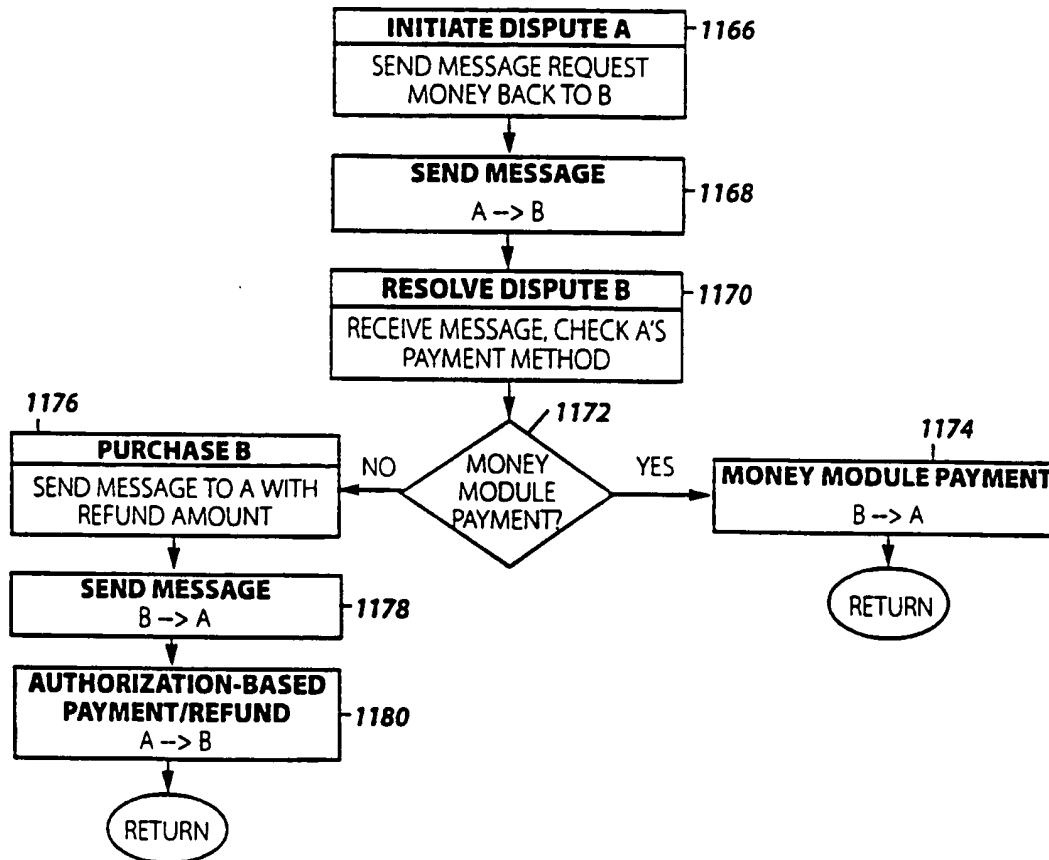 INITIATE DISPUTE A
1166
SEND MESSAGE REQUEST
MONEY BACK TO B
SEND MESSAGE
1168
A --> B
RESOLVE DISPUTE B
1170
RECEIVE MESSAGE, CHECK A'S
PAYMENT METHOD
1172
MONEY
MODULE
PAYMENT?
NO
YES
1176
PURCHASE B
SEND MESSAGE TO A WITH
REFUND AMOUNT
SEND MESSAGE
B --> A
1178
AUTHORIZATION-BASED
PAYMENT/REFUND
1180
A --> B
RETURN
1174
MONEY MODULE PAYMENT
B --> A
RETURN